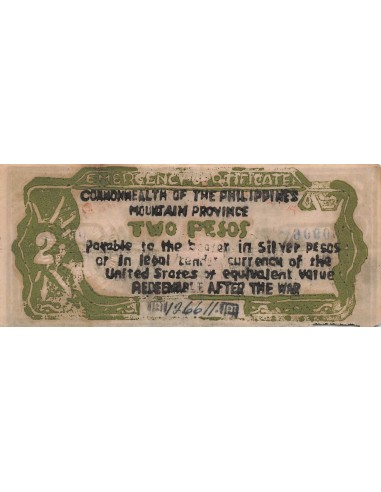 EMERGENCY CERTIFICATE
COMMONWEALTH OF THE PHILIPPINES
MOUNTAIN PROVINCE
TWO PESOS
2
Payable to the bearer in Silver PESOS
or in legal tender currency of the
United States of equivalent value
REDEEMABLE AFTER THE WAR